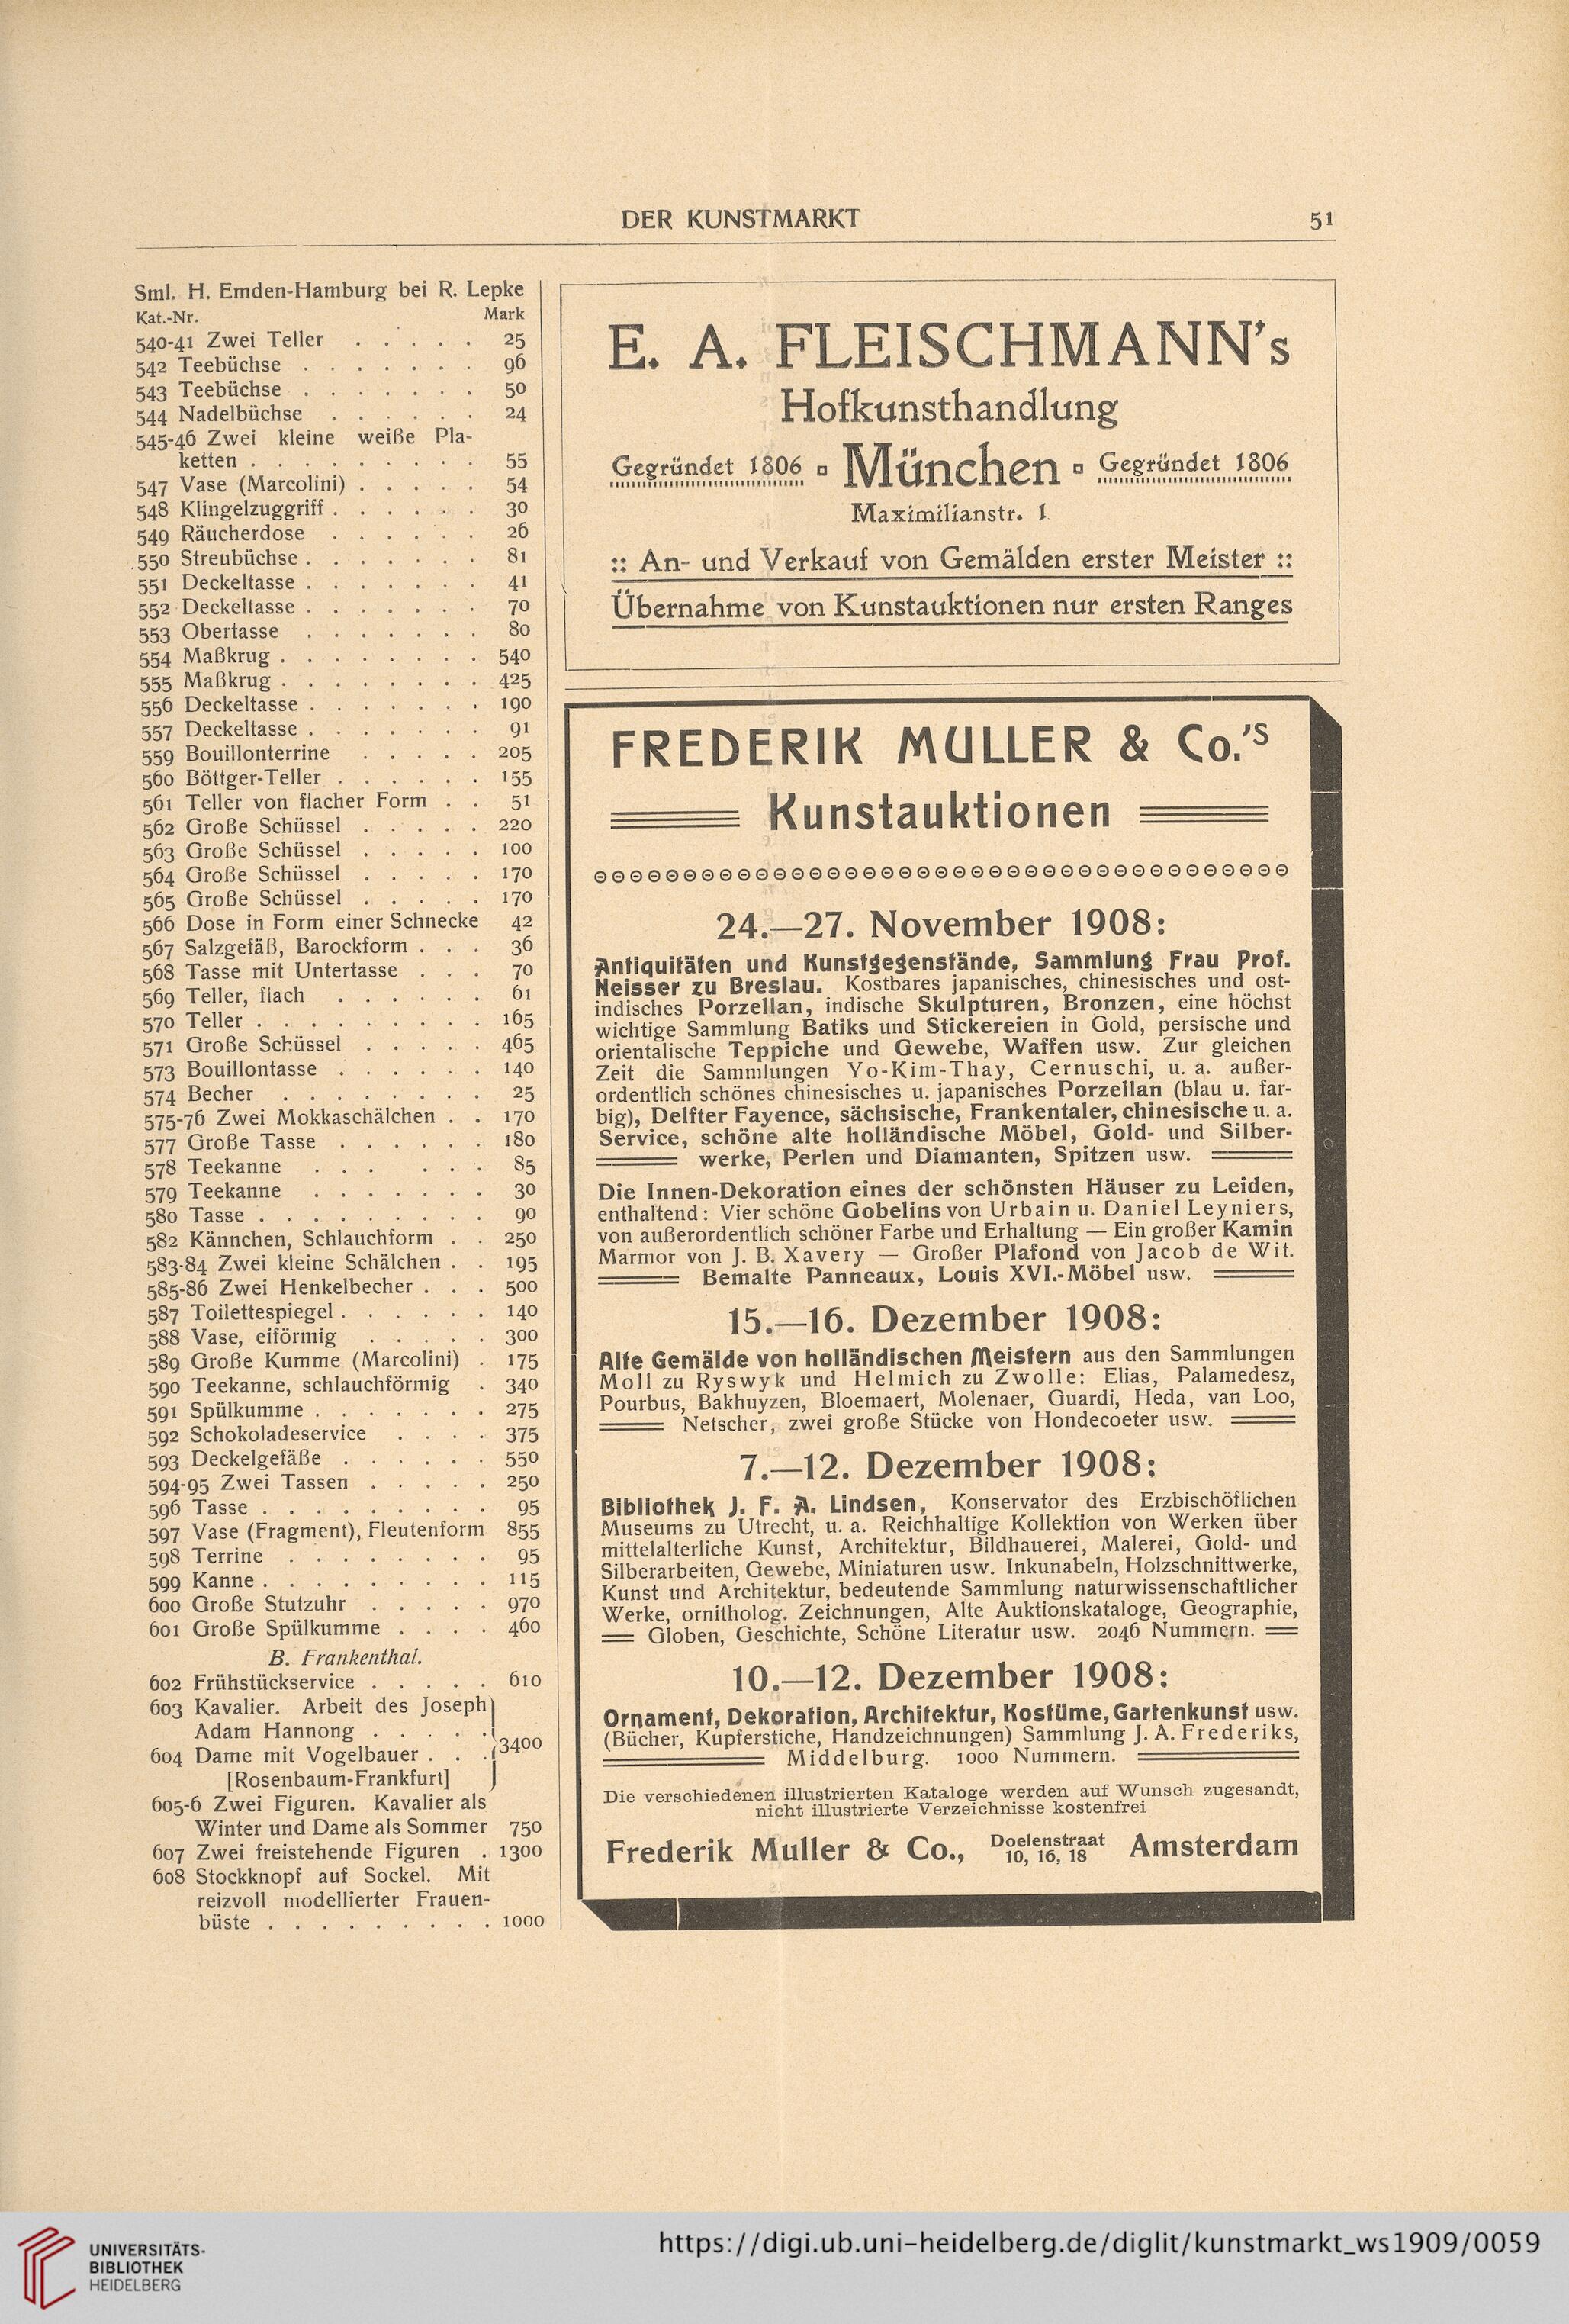 DER KUNSTMARKT
51
Sml. H. Emden-Hamburg bei R. Lepke
Kat.-Nr. Mark
540-41 Zwei Teller . . . . . 25
542 Teebüchse . . . . . . . 96
543 Teebüchse . . . . . . . 50
544 Nadelbüchse . . . . . . 24
545-46 Zwei kleine weiße Pla-
ketten . . . . . . . . . 55
547 Vase (Marcolini) . . . . . 54
548 Klingelzuggriff . . . . . . 30
549 Räucherdose . . . . . . 26
550 Streubüchse . . . . . . . 81
551 Deckeltasse . . . . . . . 41
552 Deckeltasse . . . . . . . 70
553 Obertasse . . . . . . . 80
554 Maßkrug . . . . . . . . 540
555 Maßkrug . . . . . . . . 425
556 Deckeltasse . . . . . . . 190
557 Deckeltasse . . . . . . . 91
559 Bouillonterrine . . . . . 205
560 Böttger-Teller . . . . . . 155
561 Teller von flacher Form . . 51
562 Große Schüssel . . . . . 220
563 Große Schüssel . . . . . 100
564 Große Schüssel . . . . . 170
565 Große Schüssel . . . . . 170
566 Dose in Form einer Schnecke 42
567 Salzgefäß, Barockform . . . 36
568 Tasse mit Untertasse . . . 70
569 Teller, flach . . . . . . 61
570 Teller . . . . . . . . . 165
571 Große Schüssel . . . . . 465
573 Bouillontasse . . . . . . 140
574 Becher . . . . . . . . 25
575-76 Zwei Mokkaschälchen . . 170
577 Große Tasse . . . . . . 180
578 Teekanne . . . . . . 85
579 Teekanne . . . . . . . 30
580 Tasse . . . . . . . . . 90
582 Kännchen, Schlauchform . . 250
583-84 Zwei kleine Schälchen . . 195
585-86 Zwei Henkelbecher . . . 500
587 Toilettespiegel . . . . . . 140
588 Vase, eiförmig . . . . . 300
589 Große Kumme (Marcolini) . 175
590 Teekanne, schlauchförmig . 340
591 Spülkumme . . . . . . . 275
592 Schokoladeservice . . . . 375
593 Deckelgefäße . . . . . . 550
594-95 Zwei Tassen . . . . . 250
596 Tasse . . . . . . . . . 95
597 Vase (Fragment), Fleutenform 855
598 Terrine . . . . . . . . 95
599 Kanne . . . . . . . . . 115
600 Große Stutzuhr . . . . . 970
601 Große Spülkumme . . . . 460
B. Frankenthal.
602 Frühstückservice . . . . . 610
603 Kavalier. Arbeit des Joseph
Adam Hannong . . . . .
604 Dame mit Vogelbauer . . . 3400
[Rosenbaum-Frankfurt]
605-6 Zwei Figuren. Kavalier als
Winter und Dame als Sommer 750
607 Zwei freistehende Figuren . 1300
608 Stockknopf auf Sockel. Mit
reizvoll modellierter Frauen-
büste . . . . . . . . . 1000
E. A. FLEISCHMANN's
Hofkunsthandlung
Gegründet 1806 ▫ München ▫ Gegründet 1806
Maximilianstr. 1
:: An- und Verkauf von Gemälden erster Meister ::
Übernahme von Kunstauktionen nur ersten Ranges
FREDERIK MULLER & Co.'s
Kunstauktionen
24.—27. November 1908:
Antiquitäten und Kunstgegenstände, Sammlung Frau Prof.
Neisser zu Breslau. Kostbares japanisches, chinesisches und ost-
indisches Porzellan, indische Skulpturen, Bronzen, eine höchst
wichtige Sammlung Batiks und Stickereien in Gold, persische und
orientalische Teppiche und Gewebe, Waffen usw. Zur gleichen
Zeit die Sammlungen Yo-Kim-Thay, Cernuschi, u. a. außer-
ordentlich schönes chinesisches u. japanisches Porzellan (blau u. far-
big), Delfter Fayence, sächsische, Frankentaler, chinesische u. a.
Service, schöne alte holländische Möbel, Gold- und Silber-
werke, Perlen und Diamanten, Spitzen usw.
Die Innen-Dekoration eines der schönsten Häuser zu Leiden,
enthaltend: Vier schöne Gobelins von Urbain u. Daniel Leyniers,
von außerordentlich schöner Farbe und Erhaltung — Ein großer Kamin
Marmor von J. B. Xavery — Großer Plafond von Jacob de Wit.
Bemalte Panneaux, Louis XVI.-Möbel usw.
15.—16. Dezember 1908:
Alte Gemälde von holländischen Meistern aus den Sammlungen
Moll zu Ryswyk und Helmich zu Zwolle: Elias, Palamedesz,
Pourbus, Bakhuyzen, Bloemaert, Molenaer, Guardi, Heda, van Loo,
Netscher, zwei große Stücke von Hondecoeter usw.
7.—12. Dezember 1908:
Bibliothek J. F. A. Lindsen, Konservator des Erzbischöflichen
Museums zu Utrecht, u. a. Reichhaltige Kollektion von Werken über
mittelalterliche Kunst, Architektur, Bildhauerei, Malerei, Gold- und
Silberarbeiten, Gewebe, Miniaturen usw. Inkunabeln, Holzschnittwerke,
Kunst und Architektur, bedeutende Sammlung naturwissenschaftlicher
Werke, ornitholog. Zeichnungen, Alte Auktionskataloge, Geographie,
Globen, Geschichte, Schöne Literatur usw. 2046 Nummern.
10.—12. Dezember 1908:
Ornament, Dekoration, Architektur, Kostüme, Gartenkunst usw.
(Bücher, Kupferstiche, Handzeichnungen) Sammlung J. A. Frederiks,
Middelburg. 1000 Nummern.
Die verschiedenen illustrierten Kataloge werden auf Wunsch zugesandt,
nicht illustrierte Verzeichnisse kostenfrei
Frederik Muller & Co., Doelenstraat 10, 16, 18 Amsterdam
UNIVERSITÄTS-
BIBLIOTHEK
HEIDELBERG
https://digi.ub.uni-heidelberg.de/diglit/kunstmarkt_ws1909/0059